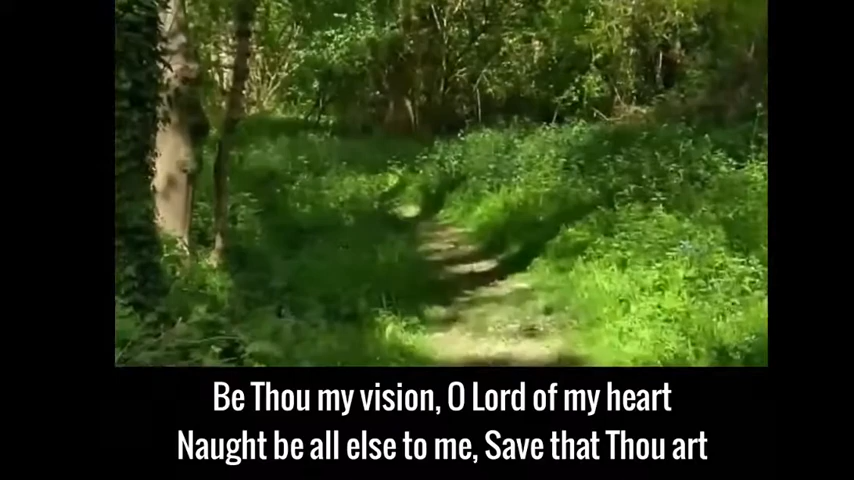 Be Thou my vision, O Lord of my heart
Naught be all else to me, Save that Thou art